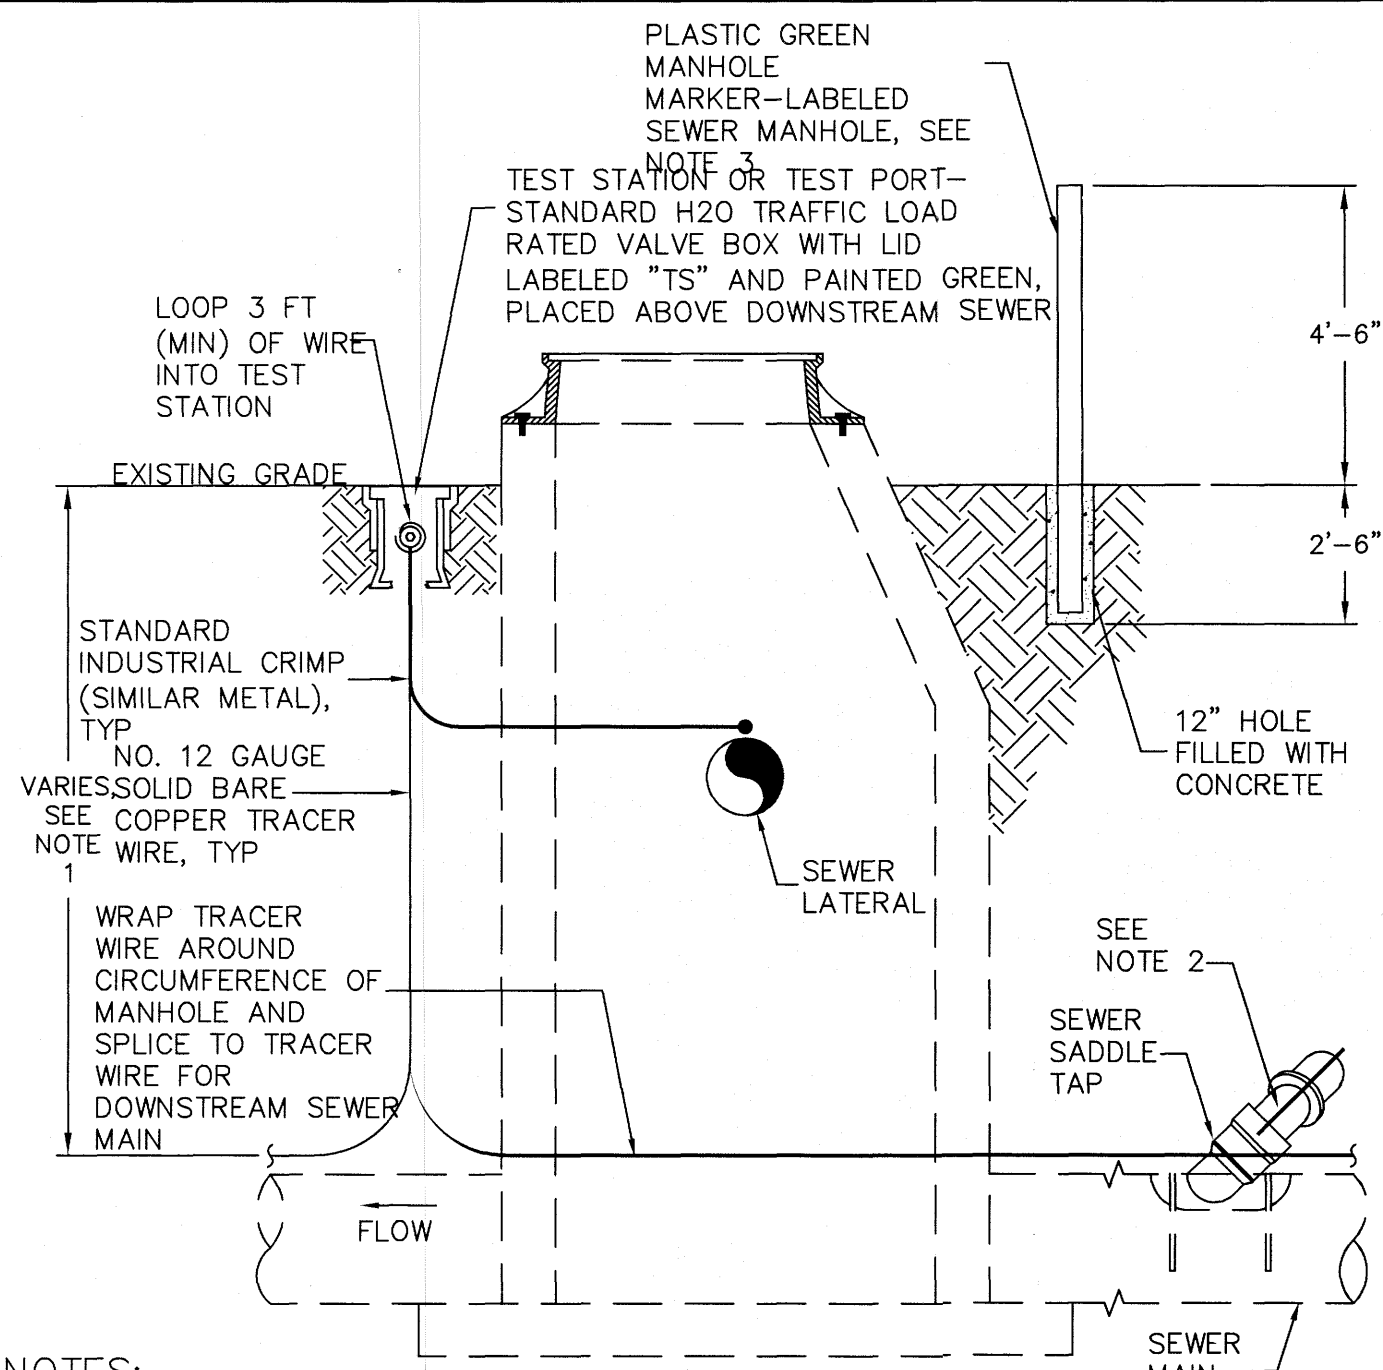 PLASTIC GREEN
MANHOLE
MARKER-LABELED
SEWER MANHOLE, SEE
NOTE 3
TEST STATION OR TEST PORT-
STANDARD H2O TRAFFIC LOAD
RATED VALVE BOX WITH LID
LABELED "TS" AND PAINTED GREEN,
PLACED ABOVE DOWNSTREAM SEWER
LOOP 3 FT
(MIN) OF WIRE
INTO TEST
STATION
4'-6"
EXISTING GRADE
2'-6"
STANDARD
INDUSTRIAL CRIMP
(SIMILAR METAL),
TYP
NO. 12 GAUGE
SOLID BARE
COPPER TRACER
WIRE, TYP
VARIES,
SEE
NOTE
1
12" HOLE
FILLED WITH
CONCRETE
SEWER
LATERAL
WRAP TRACER
WIRE AROUND
CIRCUMFERENCE OF
MANHOLE AND
SPLICE TO TRACER
WIRE FOR
DOWNSTREAM SEWER
MAIN
SEE
NOTE 2
SEWER
SADDLE
TAP
FLOW
SEWER
MAIN
NOTES: